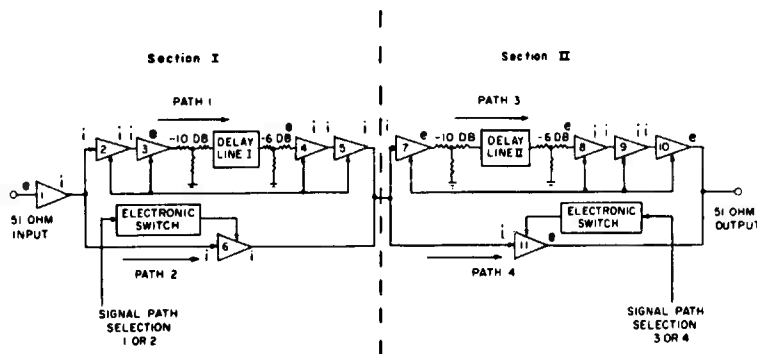 Section I
Section II
PATH 1
PATH 3
i
i i
e
-10 DB
DELAY
LINE I
-6 DB
e
i i
i
i
e
-10 DB
DELAY
LINE II
-6 DB
e
i i
i i
e
2
3
4
5
7
8
9
10
e
1
i
51 OHM
INPUT
ELECTRONIC
SWITCH
i
6
i
PATH 2
SIGNAL PATH
SELECTION
1 OR 2
i
11
e
ELECTRONIC
SWITCH
PATH 4
51 OHM
OUTPUT
SIGNAL PATH
SELECTION
3 OR 4